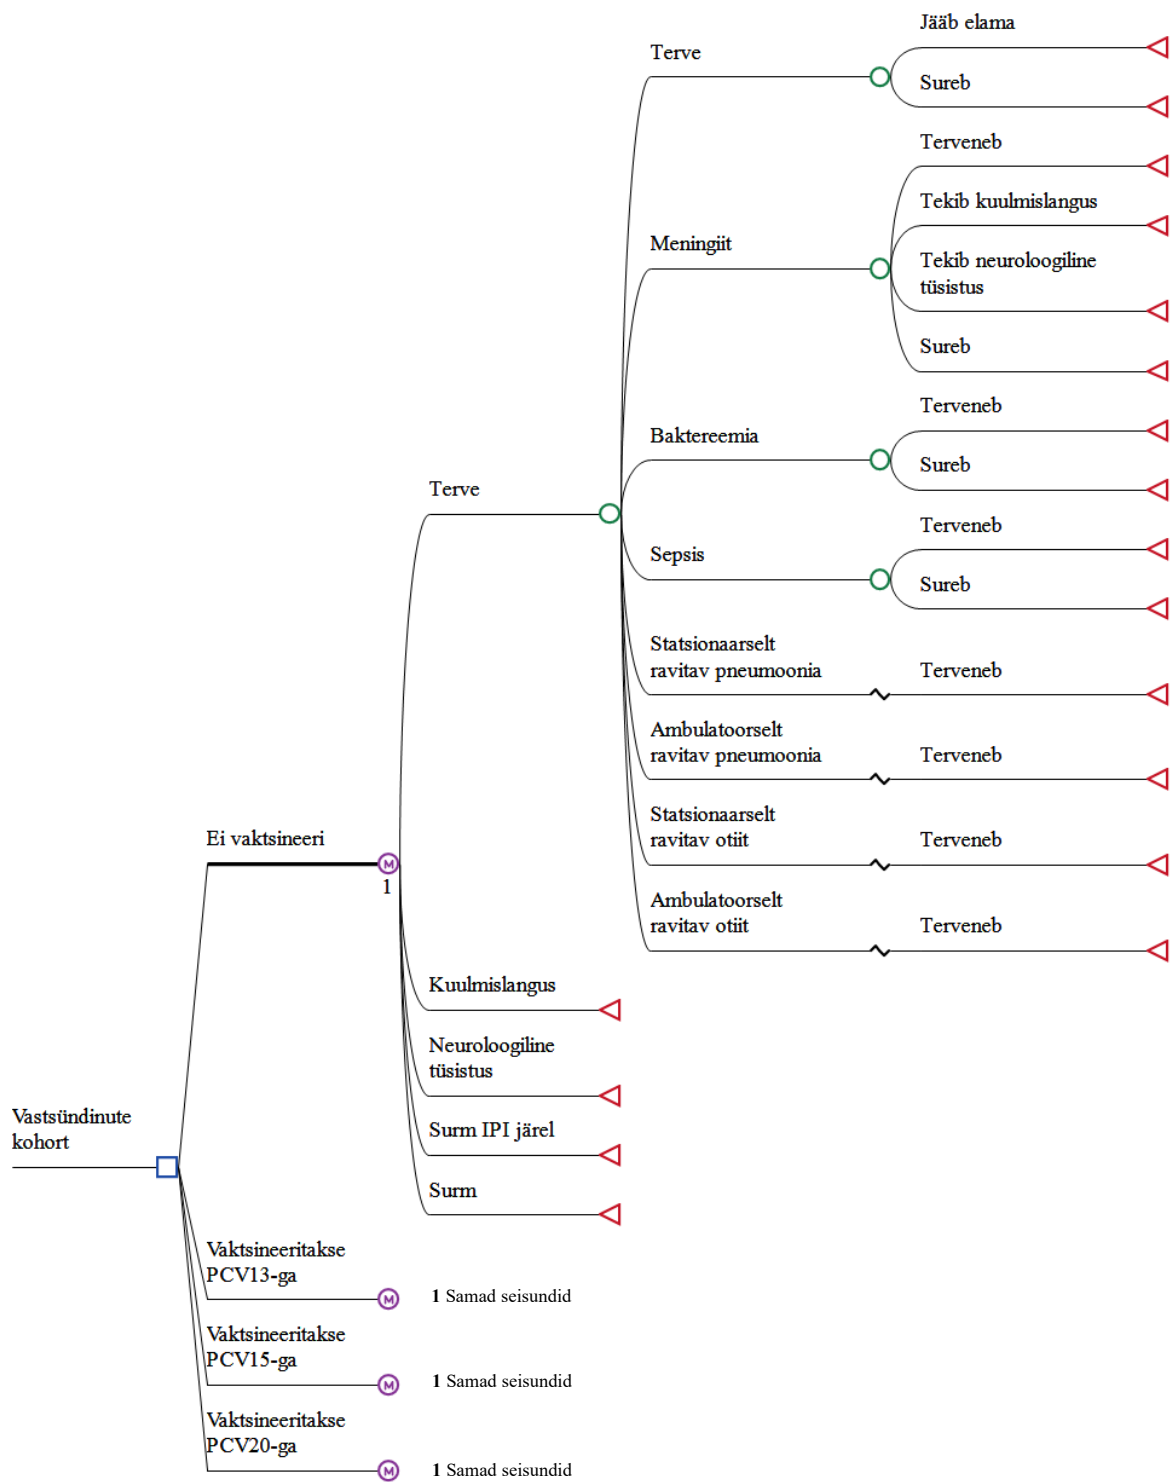 Jääb elama
Terve
Sureb
Terveneb
Tekib kuulmislangus
Meningiit
Tekib neuroloogiline
tüsistus
Sureb
Terveneb
Baktereemia
Sureb
Terve
Terveneb
Sepsis
Sureb
Statsionaarselt
ravitav pneumoonia
Terveneb
Ambulatoorselt
ravitav pneumoonia
Terveneb
Statsionaarselt
ravitav otiit
Terveneb
Ei vaktsineeri
M
1
Ambulatoorselt
ravitav otiit
Terveneb
Kuulmislangus
Neuroloogiline
tüsistus
Vastsündinute
kohort
Surm IPI järel
Surm
Vaktsineeritakse
PCV13-ga
M
1 Samad seisundid
Vaktsineeritakse
PCV15-ga
M
1 Samad seisundid
Vaktsineeritakse
PCV20-ga
M
1 Samad seisundid